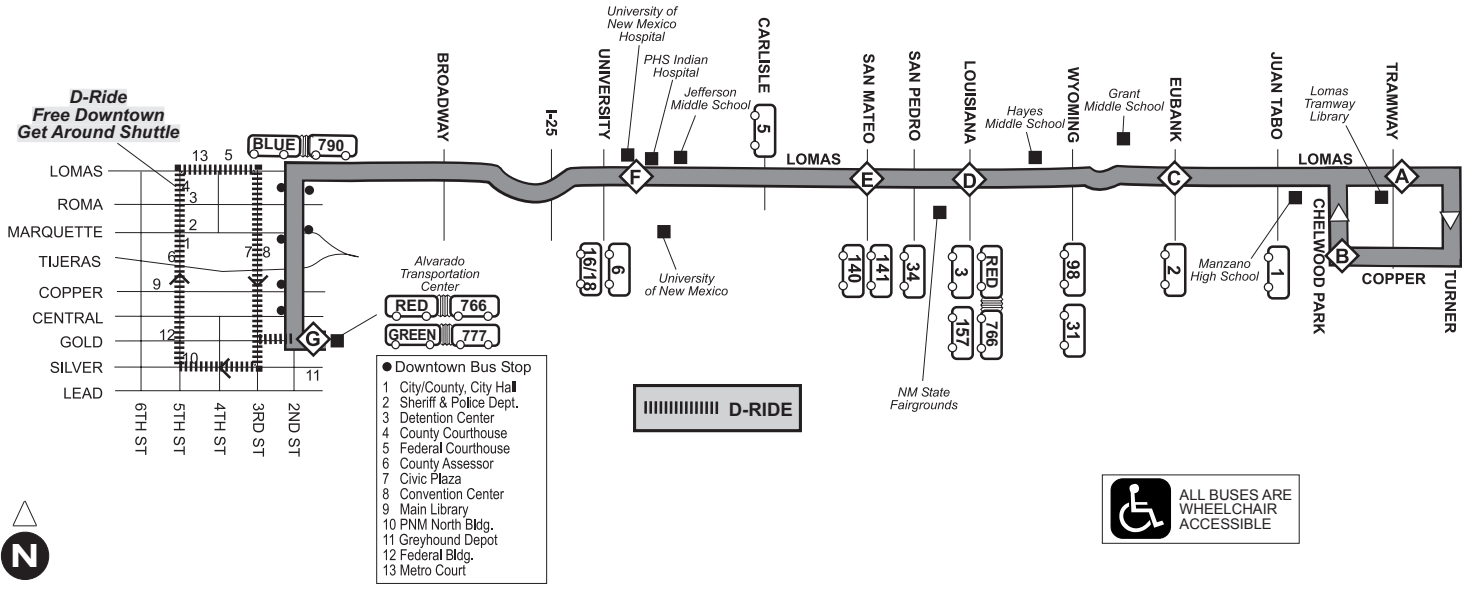 D-Ride
Free Downtown
Get Around Shuttle
BLUE 790
13 5
LOMAS
ROMA
MARQUETTE
TIJERAS
COPPER
CENTRAL
GOLD
SILVER
LEAD
4
3
2
1
6
9
12
10
7 8
11
6TH ST
5TH ST
4TH ST
3RD ST
2ND ST
BROADWAY
I-25
UNIVERSITY
University of
New Mexico
Hospital
PHS Indian
Hospital
Jefferson
Middle School
CARLISLE
5
LOMAS
SAN MATEO
SAN PEDRO
LOUISIANA
Hayes
Middle School
WYOMING
Grant
Middle School
EUBANK
JUAN TABO
Lomas
Tramway
Library
TRAMWAY
LOMAS
F
E
D
C
A
B
G
CHELWOOD PARK
COPPER
TURNER
Manzano
High School
16/18
6
University
of New Mexico
140
141
34
3
RED
157
766
98
31
2
1
NM State
Fairgrounds
Alvarado
Transportation
Center
RED 766
GREEN 777
Downtown Bus Stop
1 City/County, City Hall
2 Sheriff & Police Dept.
3 Detention Center
4 County Courthouse
5 Federal Courthouse
6 County Assessor
7 Civic Plaza
8 Convention Center
9 Main Library
10 PNM North Bldg.
11 Greyhound Depot
12 Federal Bldg.
13 Metro Court
D-RIDE
ALL BUSES ARE
WHEELCHAIR
ACCESSIBLE
N